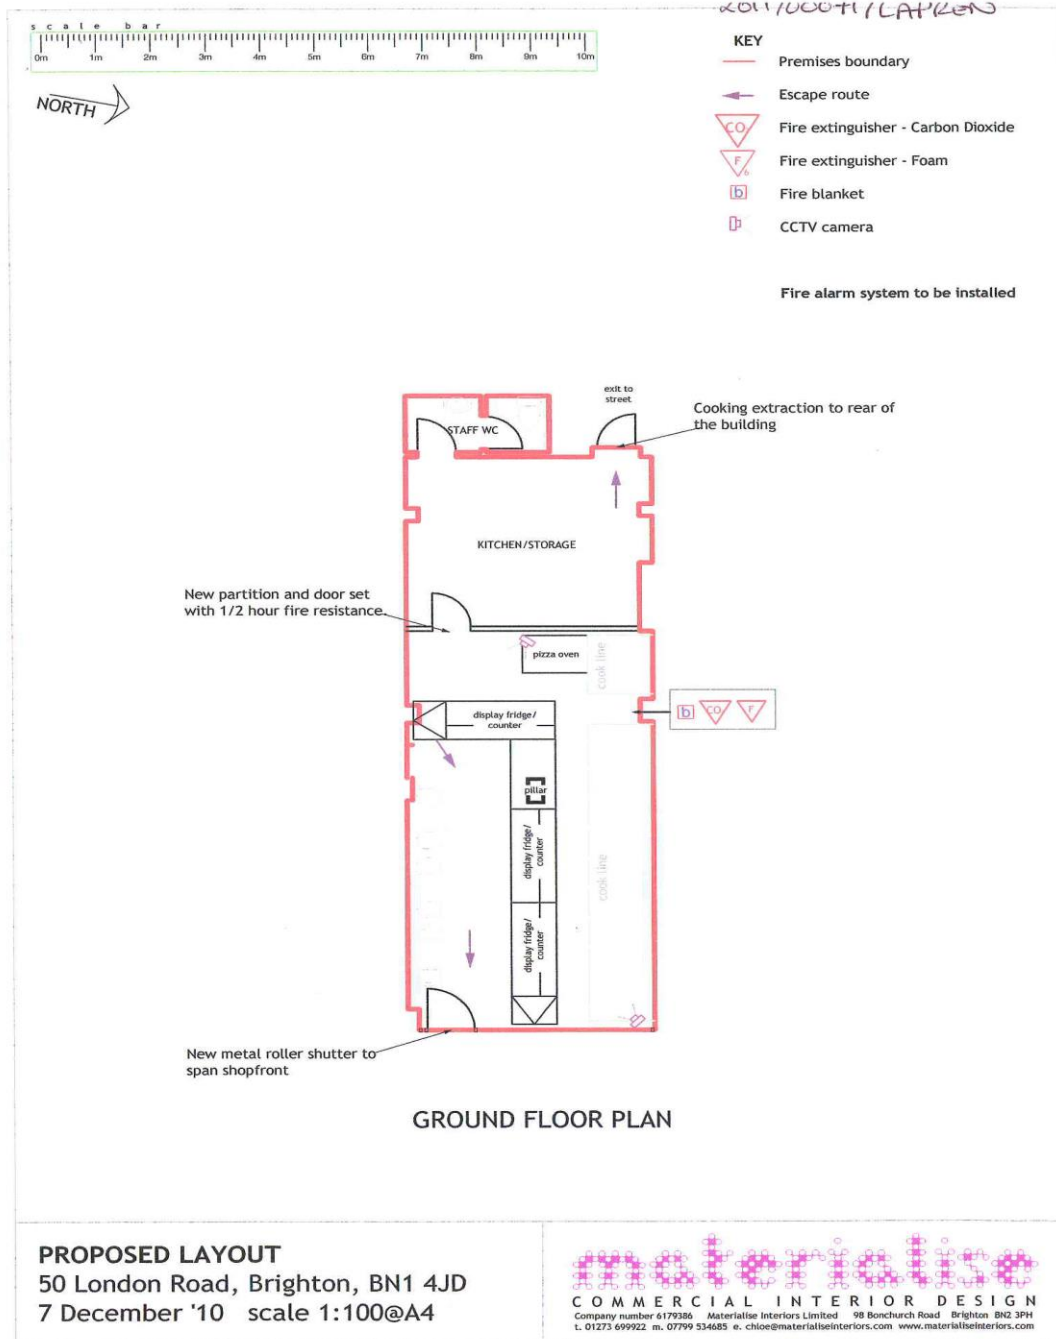 scale bar
0m 1m 2m 3m 4m 5m 6m 7m 8m 9m 10m
NORTH
KEY
Premises boundary
Escape route
CO₂ Fire extinguisher - Carbon Dioxide
F 6 Fire extinguisher - Foam
b Fire blanket
CCTV camera
Fire alarm system to be installed
exit to
street
Cooking extraction to rear of
the building
STAFF WC
KITCHEN/STORAGE
New partition and door set
with 1/2 hour fire resistance.
pizza oven
cook line
display fridge/
counter
b CO₂ F
pillar
display fridge/
counter
cook line
display fridge/
counter
New metal roller shutter to
span shopfront
GROUND FLOOR PLAN
PROPOSED LAYOUT
50 London Road, Brighton, BN1 4JD
7 December '10 scale 1:100@A4
materialise
COMMERCIAL INTERIOR DESIGN
Company number 6179386 Materialise Interiors Limited 98 Bonchurch Road Brighton BN2 3PH
t. 01273 699922 m. 07799 534685 e. chloe@materialiseinteriors.com www.materialiseinteriors.com